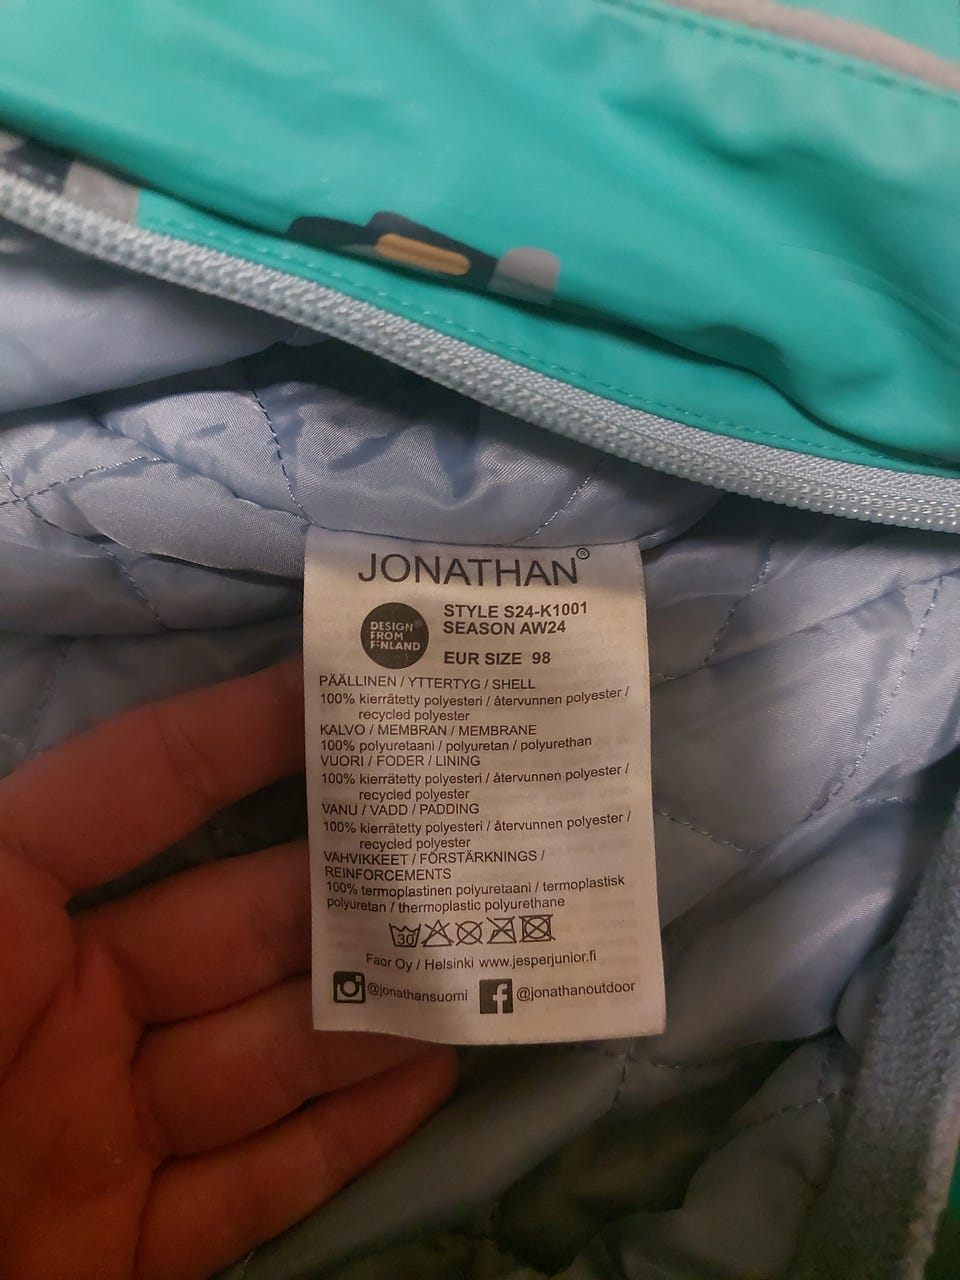 JONATHAN®
DESIGN®
FROM
FINLAND
STYLE S24-K1001
SEASON AW24
EUR SIZE 98
PÄÄLLINEN / YTTERTYG / SHELL
100% kierrätetty polyesteri / återvunnen polyester /
recycled polyester
KALVO / MEMBRAN / MEMBRANE
100% polyuretaani / polyuretan / polyurethan
VUORI / FODER / LINING
100% kierrätetty polyesteri / återvunnen polyester /
recycled polyester
VANU / VADD / PADDING
100% kierrätetty polyesteri / återvunnen polyester /
recycled polyester
VAHVIKKEET / FÖRSTÄRKNINGS /
REINFORCEMENTS
100% termoplastinen polyuretaani / termoplastisk
polyuretan / thermoplastic polyurethane
30
Faor Oy / Helsinki www.jesperjunior.fi
@jonathansuomi @jonathanoutdoor